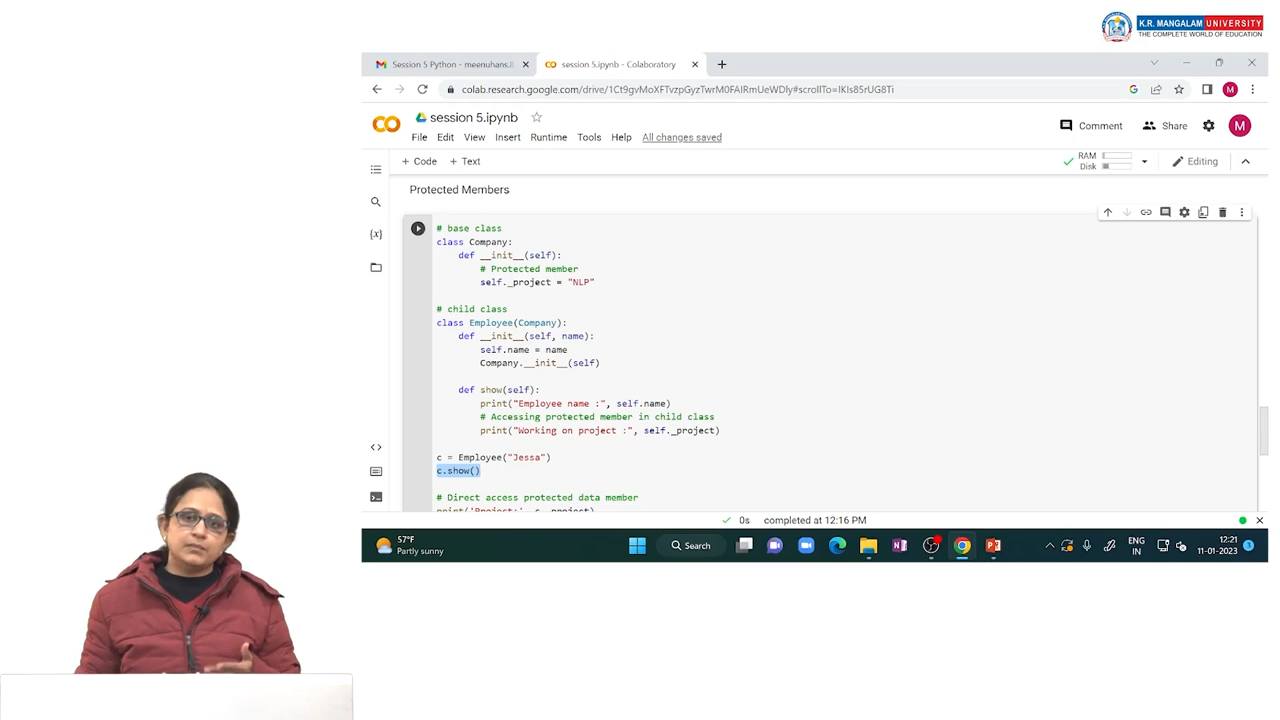 K.R. MANGALAM UNIVERSITY
THE COMPLETE WORLD OF EDUCATION
Session 5 Python - meenuhans.8
session 5.ipynb - Colaboratory
colab.research.google.com/drive/1Ct9gvMoXFTvzpGyzTwrM0FAIRmUeWDly#scrollTo=IKIs85rUG8Ti
M
session 5.ipynb
Comment
Share
M
File Edit View Insert Runtime Tools Help All changes saved
+ Code + Text
RAM
Disk
Editing
Protected Members
# base class
class Company:
def __init__(self):
# Protected member
self._project = "NLP"
# child class
class Employee(Company):
def __init__(self, name):
self.name = name
Company.__init__(self)
def show(self):
print("Employee name :", self.name)
# Accessing protected member in child class
print("Working on project :", self._project)
c = Employee("Jessa")
c.show()
# Direct access protected data member
print('Project:', c._project)
0s completed at 12:16 PM
57°F
Partly sunny
Search
ENG
IN
12:21
11-01-2023
3